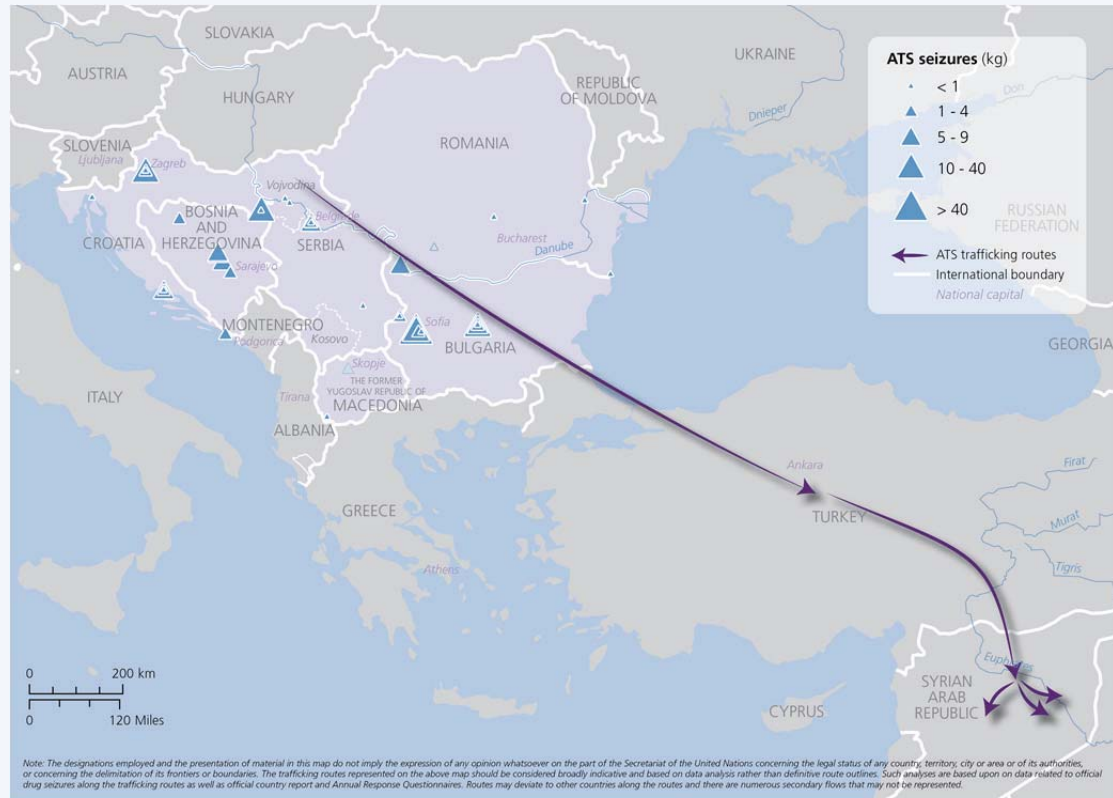 SLOVAKIA
UKRAINE
AUSTRIA
REPUBLIC
OF MOLDOVA
HUNGARY
Dnieper
Don
ROMANIA
SLOVENIA
Ljubljana
Zagreb
Vojvodina
BOSNIA
AND
HERZEGOVINA
Belgrade
CROATIA
SERBIA
Bucharest
Danube
Sarajevo
MONTENEGRO
Podgorica
Kosovo
Sofia
BULGARIA
Skopje
THE FORMER
YUGOSLAV REPUBLIC OF
MACEDONIA
Tirana
ALBANIA
ITALY
GREECE
Athens
Ankara
TURKEY
Firat
Murat
Tigris
RUSSIAN
FEDERATION
GEORGIA
Euphrates
SYRIAN
ARAB
REPUBLIC
CYPRUS
ATS seizures (kg)
< 1
1 - 4
5 - 9
10 - 40
> 40
ATS trafficking routes
International boundary
National capital
0 200 km
0 120 Miles
Note: The designations employed and the presentation of material in this map do not imply the expression of any opinion whatsoever on the part of the Secretariat of the United Nations concerning the legal status of any country, territory, city or area or of its authorities,
or concerning the delimitation of its frontiers or boundaries. The trafficking routes represented on the above map should be considered broadly indicative and based on data analysis rather than definitive route outlines. Such analyses are based upon on data related to official
drug seizures along the trafficking routes as well as official country report and Annual Response Questionnaires. Routes may deviate to other countries along the routes and there are numerous secondary flows that may not be represented.